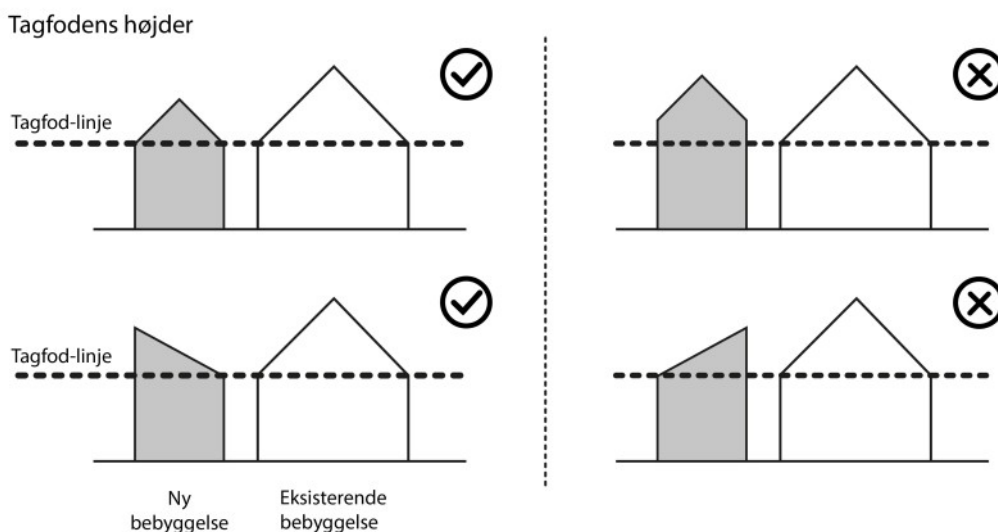 Tagfodens højder
Tagfod-linje
Tagfod-linje
Ny
bebyggelse
Eksisterende
bebyggelse